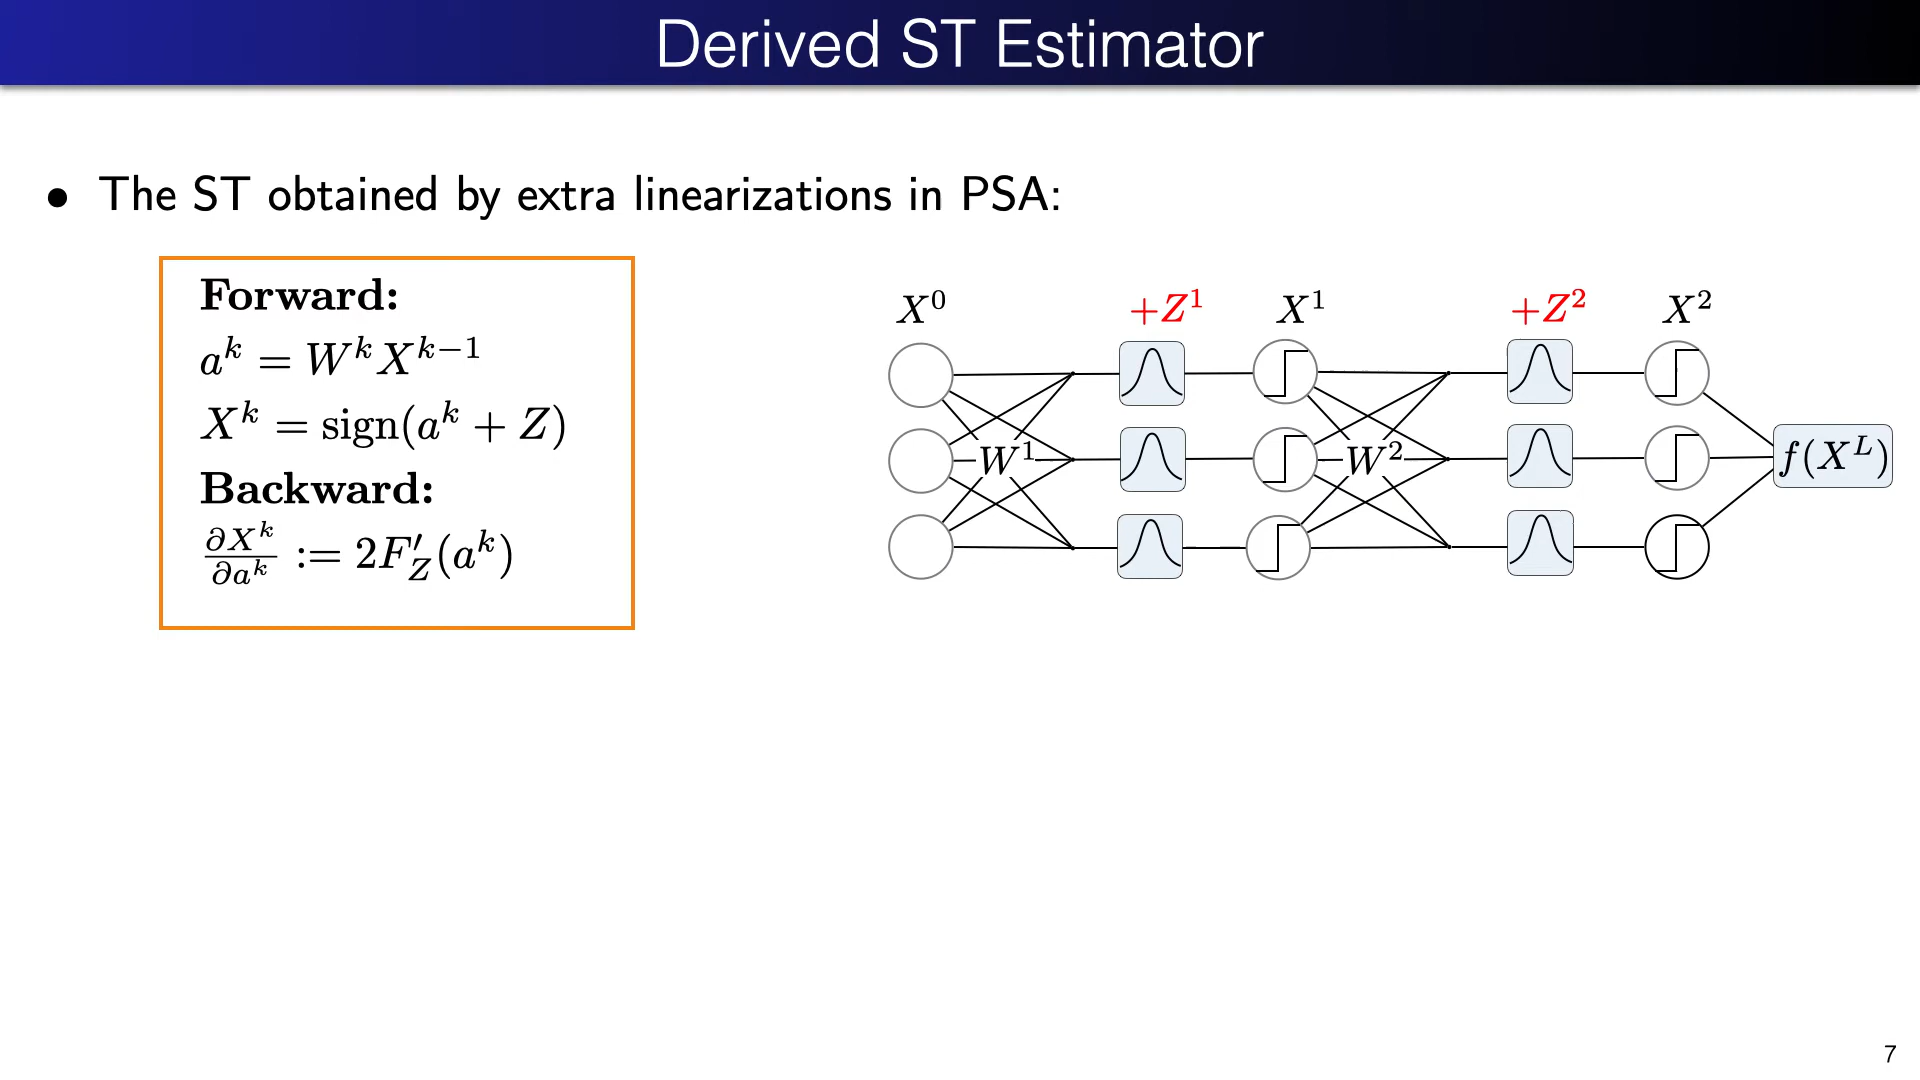 Derived ST Estimator
• The ST obtained by extra linearizations in PSA:
Forward:
a^k = W^k X^{k−1}
X^k = sign(a^k + Z)
Backward:
∂X^k/∂a^k := 2F′_Z(a^k)
X^0 +Z^1 X^1 +Z^2 X^2
W^1 W^2 f(X^L)
7